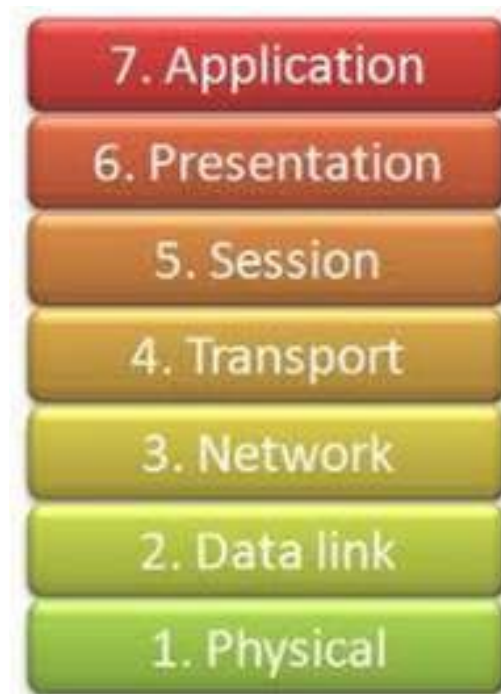 7. Application
6. Presentation
5. Session
4. Transport
3. Network
2. Data link
1. Physical